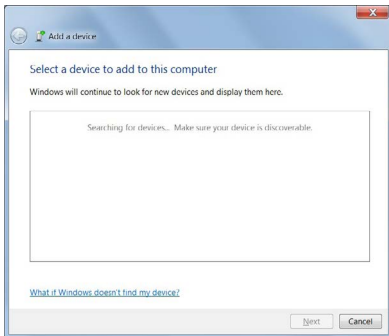 X
Add a device
Select a device to add to this computer
Windows will continue to look for new devices and display them here.
Searching for devices... Make sure your device is discoverable.
What if Windows doesn't find my device?
Next Cancel